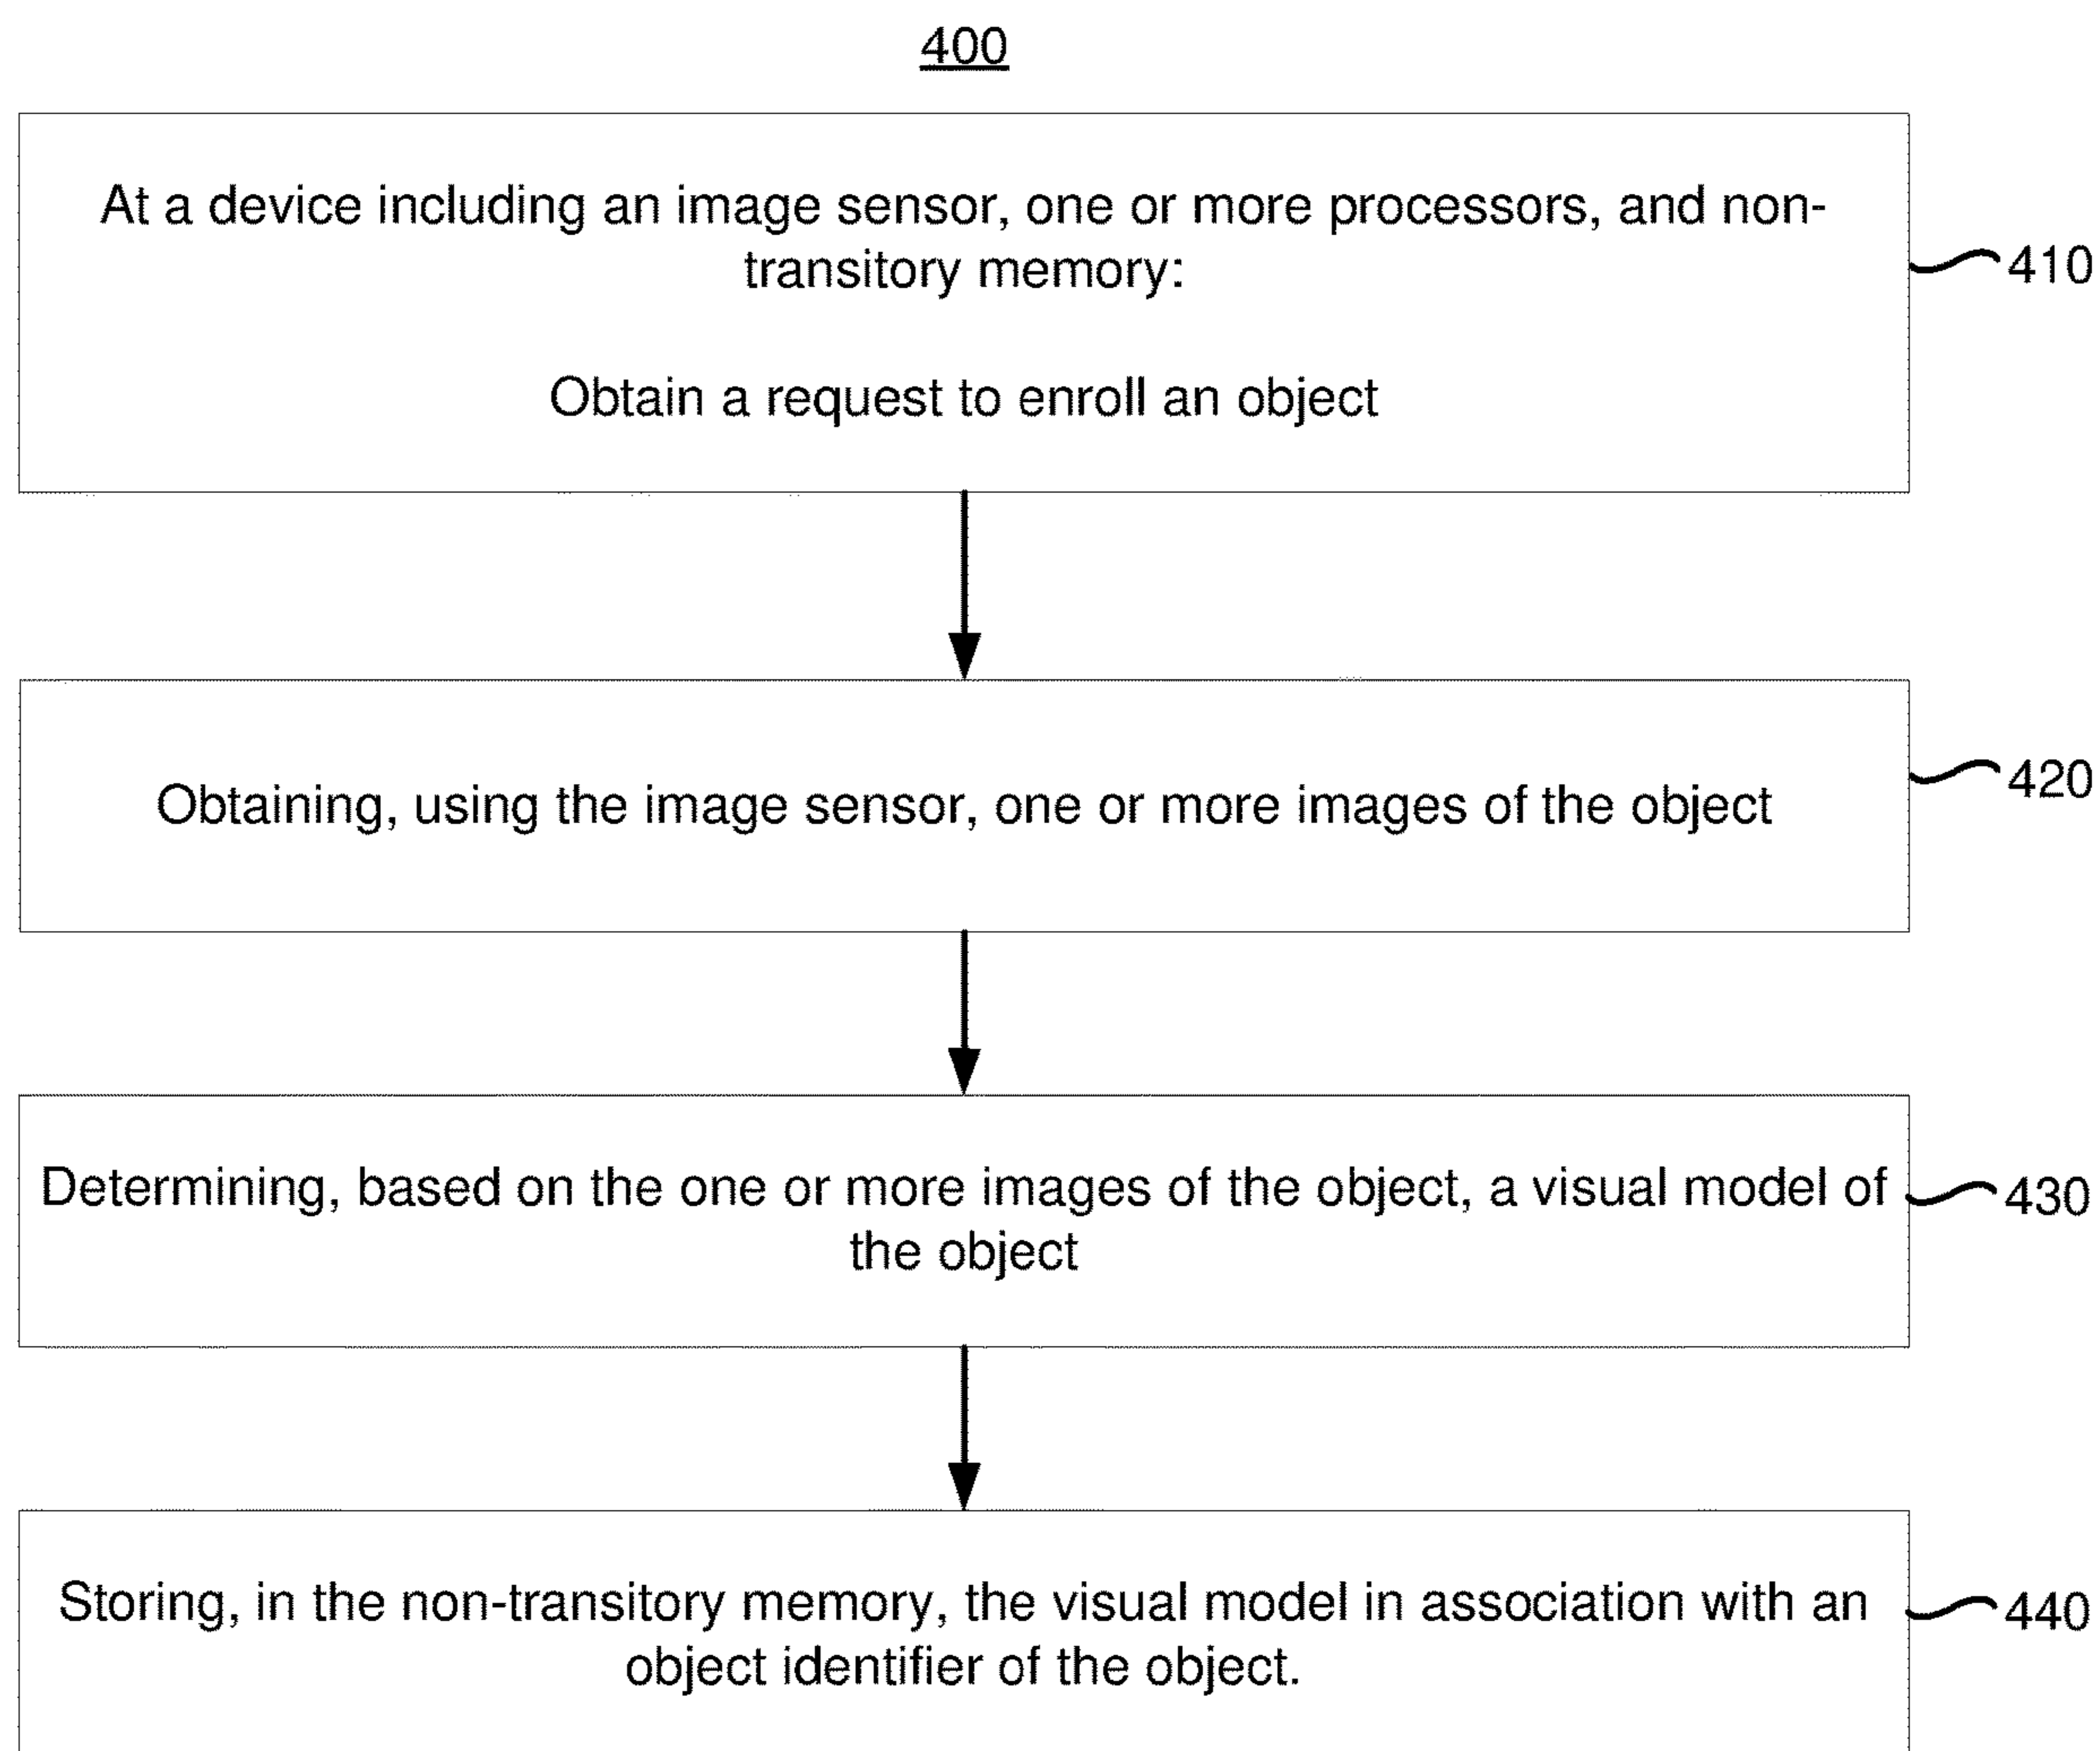 400
At a device including an image sensor, one or more processors, and non-
transitory memory:
Obtain a request to enroll an object
410
Obtaining, using the image sensor, one or more images of the object
420
Determining, based on the one or more images of the object, a visual model of
the object
430
Storing, in the non-transitory memory, the visual model in association with an
object identifier of the object.
440